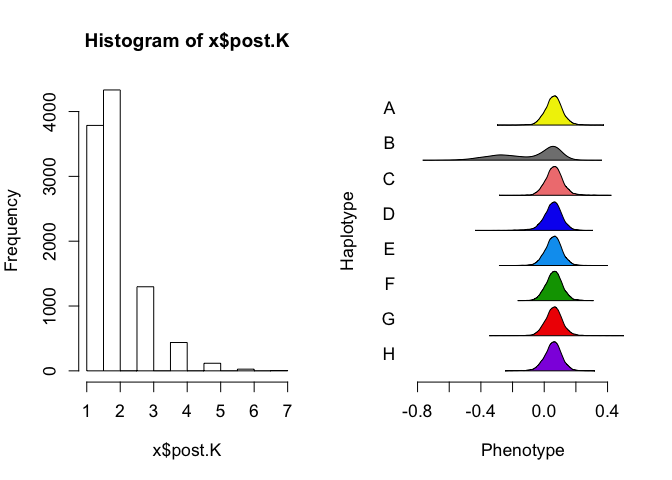 Histogram of x$post.K
Frequency
0
1000
2000
3000
4000
1 2 3 4 5 6 7
x$post.K
Haplotype
A
B
C
D
E
F
G
H
-0.8 -0.4 0.0 0.4
Phenotype